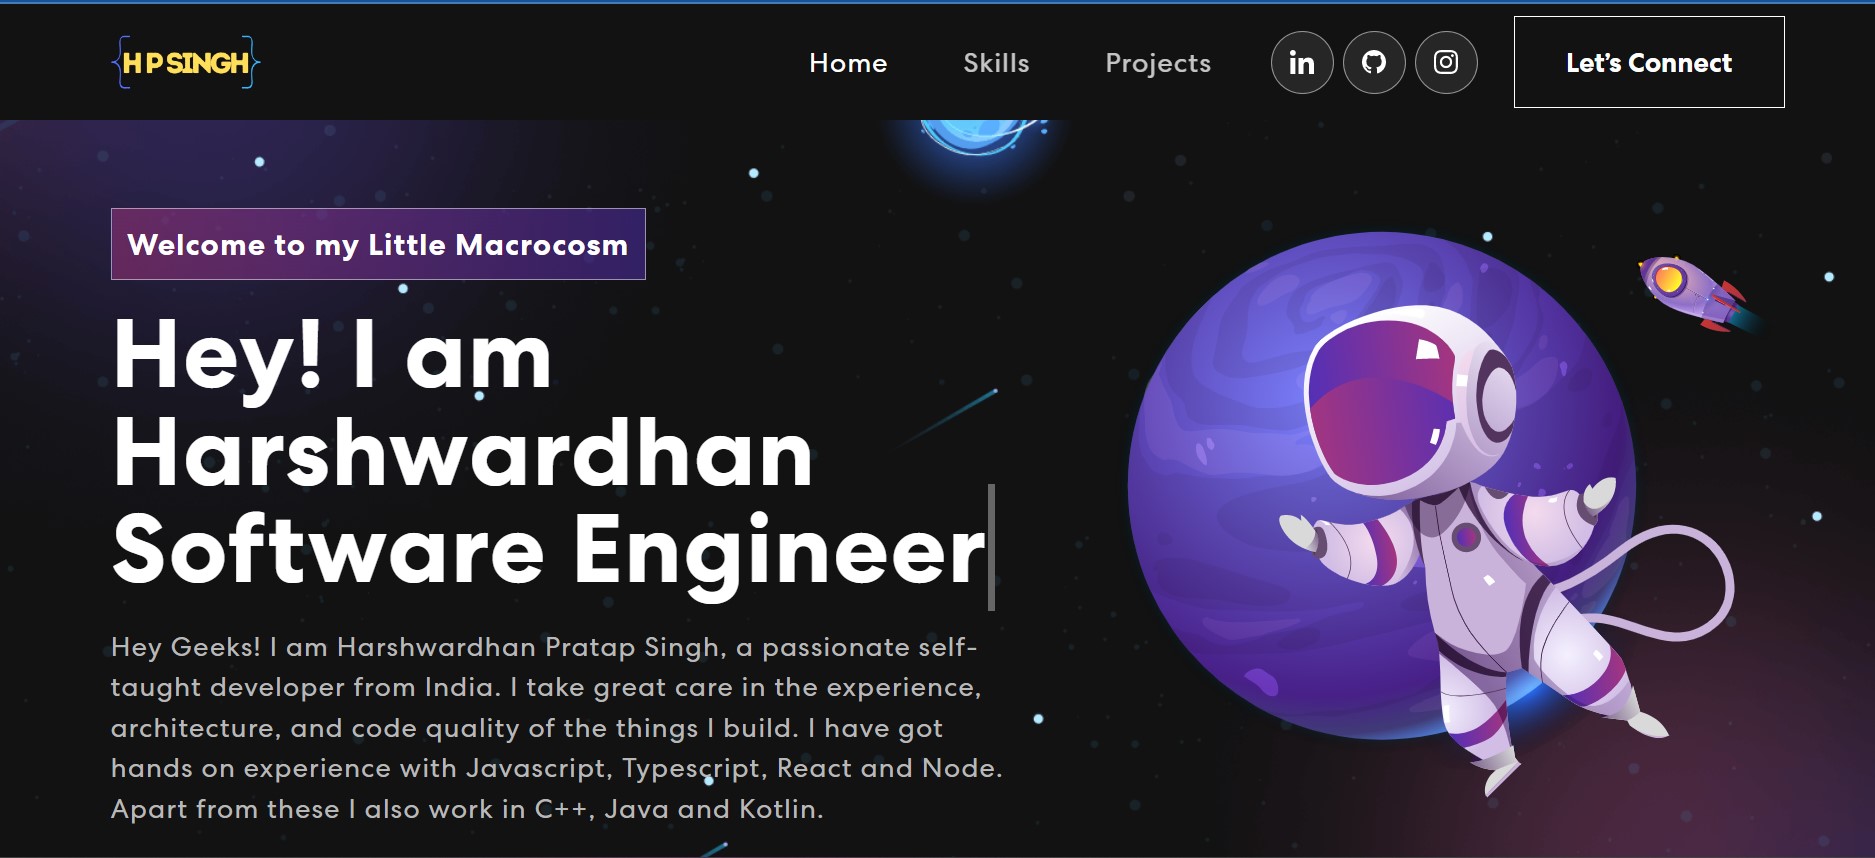 {H P SINGH}
Home
Skills
Projects
in
Let's Connect
Welcome to my Little Macrocosm
Hey! I am
Harshwardhan
Software Engineer
Hey Geeks! I am Harshwardhan Pratap Singh, a passionate self-
taught developer from India. I take great care in the experience,
architecture, and code quality of the things I build. I have got
hands on experience with Javascript, Typescript, React and Node.
Apart from these I also work in C++, Java and Kotlin.